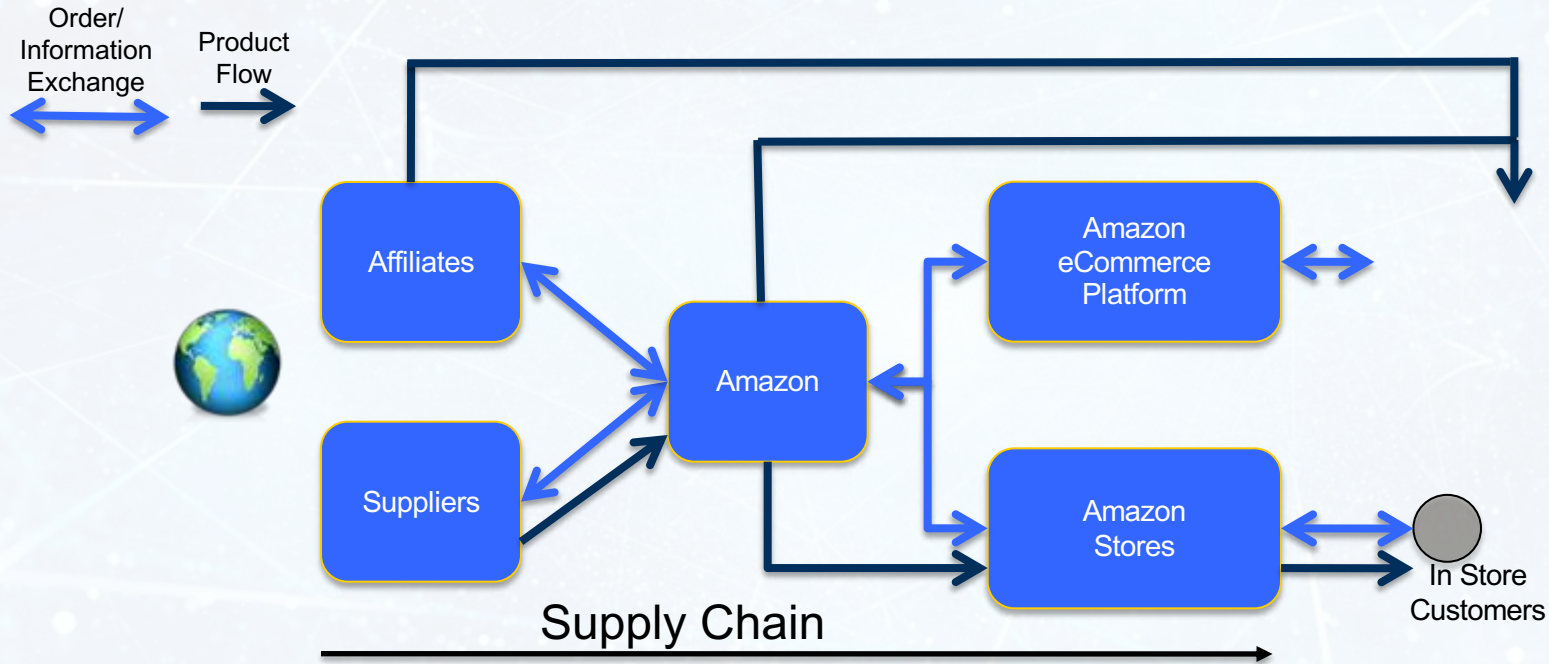 Order/
Information
Exchange
Product
Flow
Affiliates
Amazon
eCommerce
Platform
Amazon
Suppliers
Amazon
Stores
In Store
Customers
Supply Chain